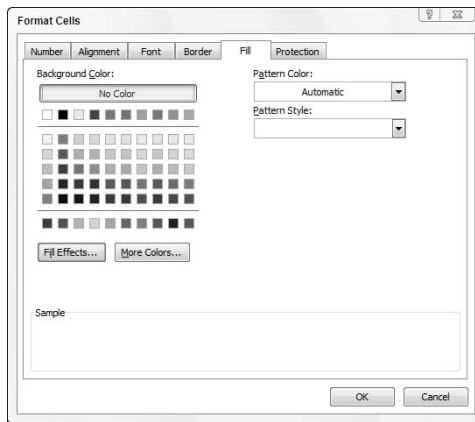 Format Cells
?
Number Alignment Font Border Fill Protection
Background Color:
No Color
Pattern Color:
Automatic
Pattern Style:
Fill Effects...
More Colors...
Sample
OK
Cancel